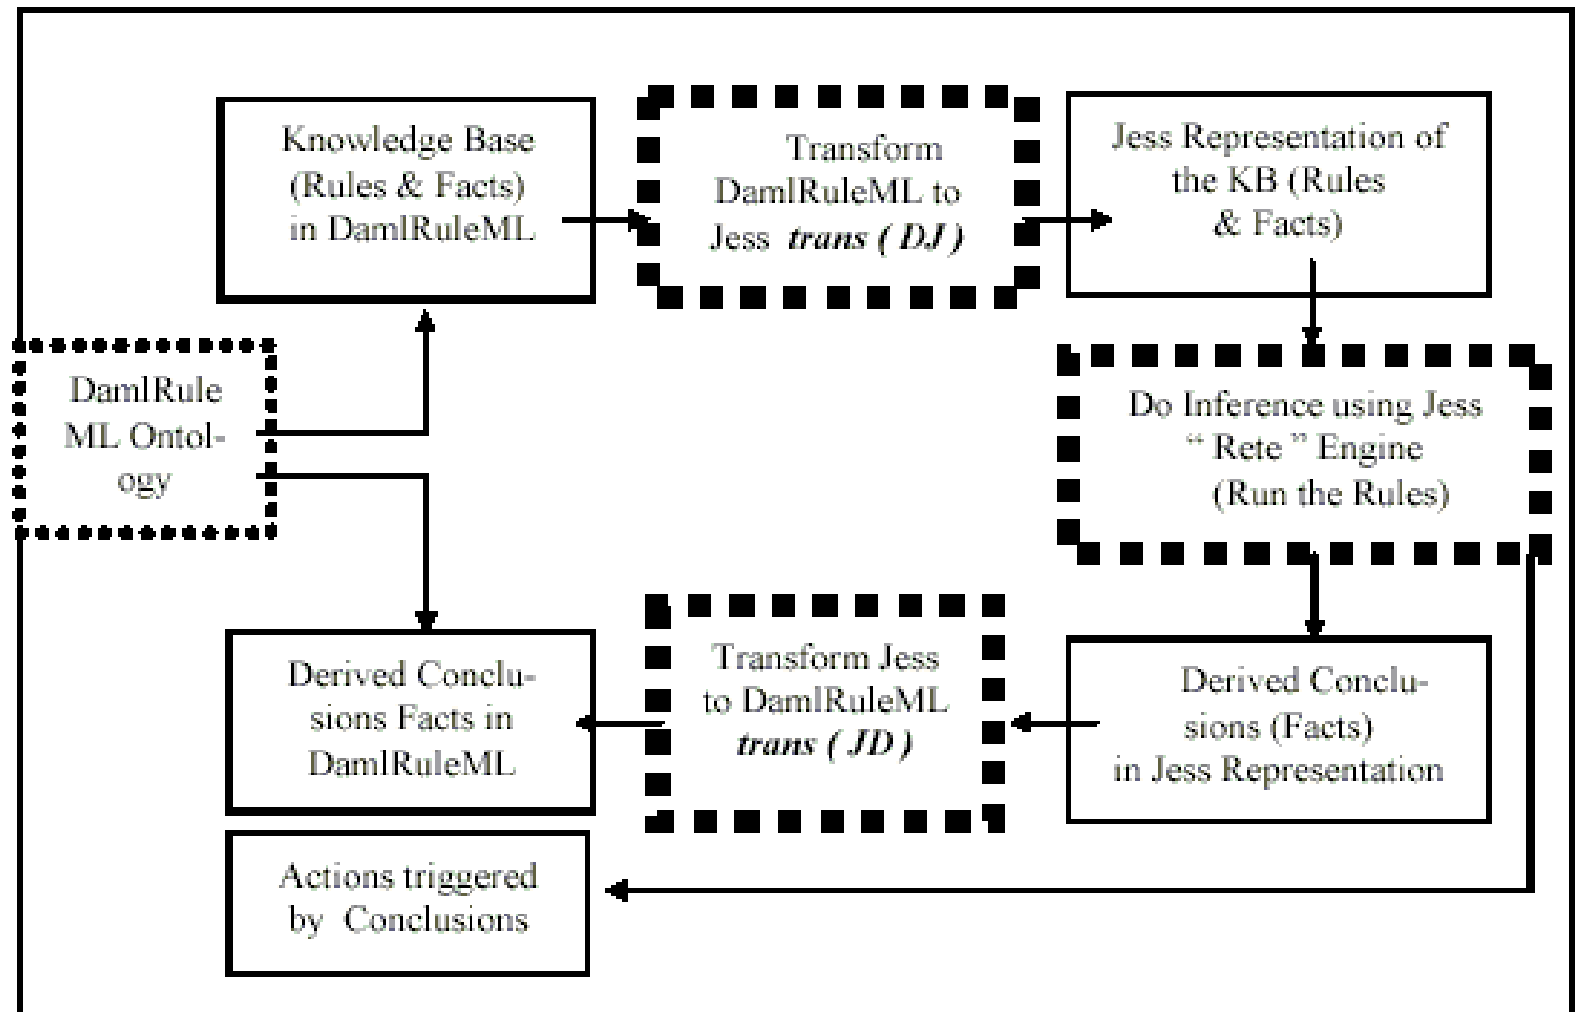 Knowledge Base
(Rules & Facts)
in DamlRuleML
Transform
DamlRuleML to
Jess trans ( DJ )
Jess Representation of
the KB (Rules
& Facts)
DamlRule
ML Ontol-
ogy
Do Inference using Jess
“ Rete ” Engine
(Run the Rules)
Derived Conclu-
sions Facts in
DamlRuleML
Transform Jess
to DamlRuleML
trans ( JD )
Derived Conclu-
sions (Facts)
in Jess Representation
Actions triggered
by Conclusions